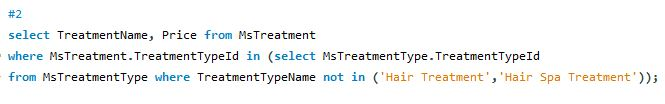 #2
select TreatmentName, Price from MsTreatment
where MsTreatment.TreatmentTypeId in (select MsTreatmentType.TreatmentTypeId
from MsTreatmentType where TreatmentTypeName not in ('Hair Treatment','Hair Spa Treatment'));